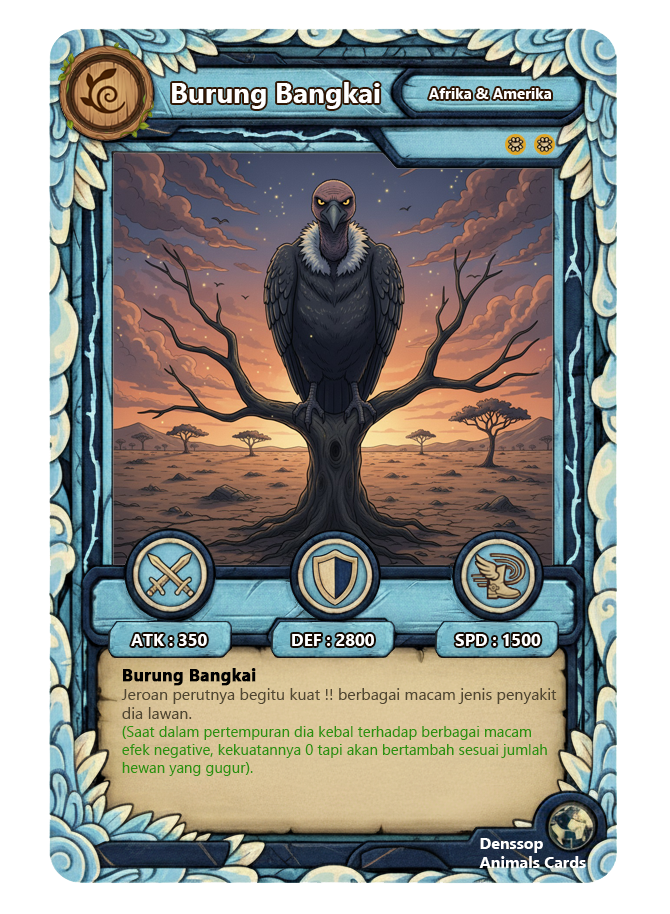 Burung Bangkai
Afrika & Amerika
ATK : 350
DEF : 2800
SPD : 1500
Burung Bangkai
Jeroan perutnya begitu kuat !! berbagai macam jenis penyakit
dia lawan.
(Saat dalam pertempuran dia kebal terhadap berbagai macam
efek negative, kekuatannya 0 tapi akan bertambah sesuai jumlah
hewan yang gugur).
Denssop
Animals Cards